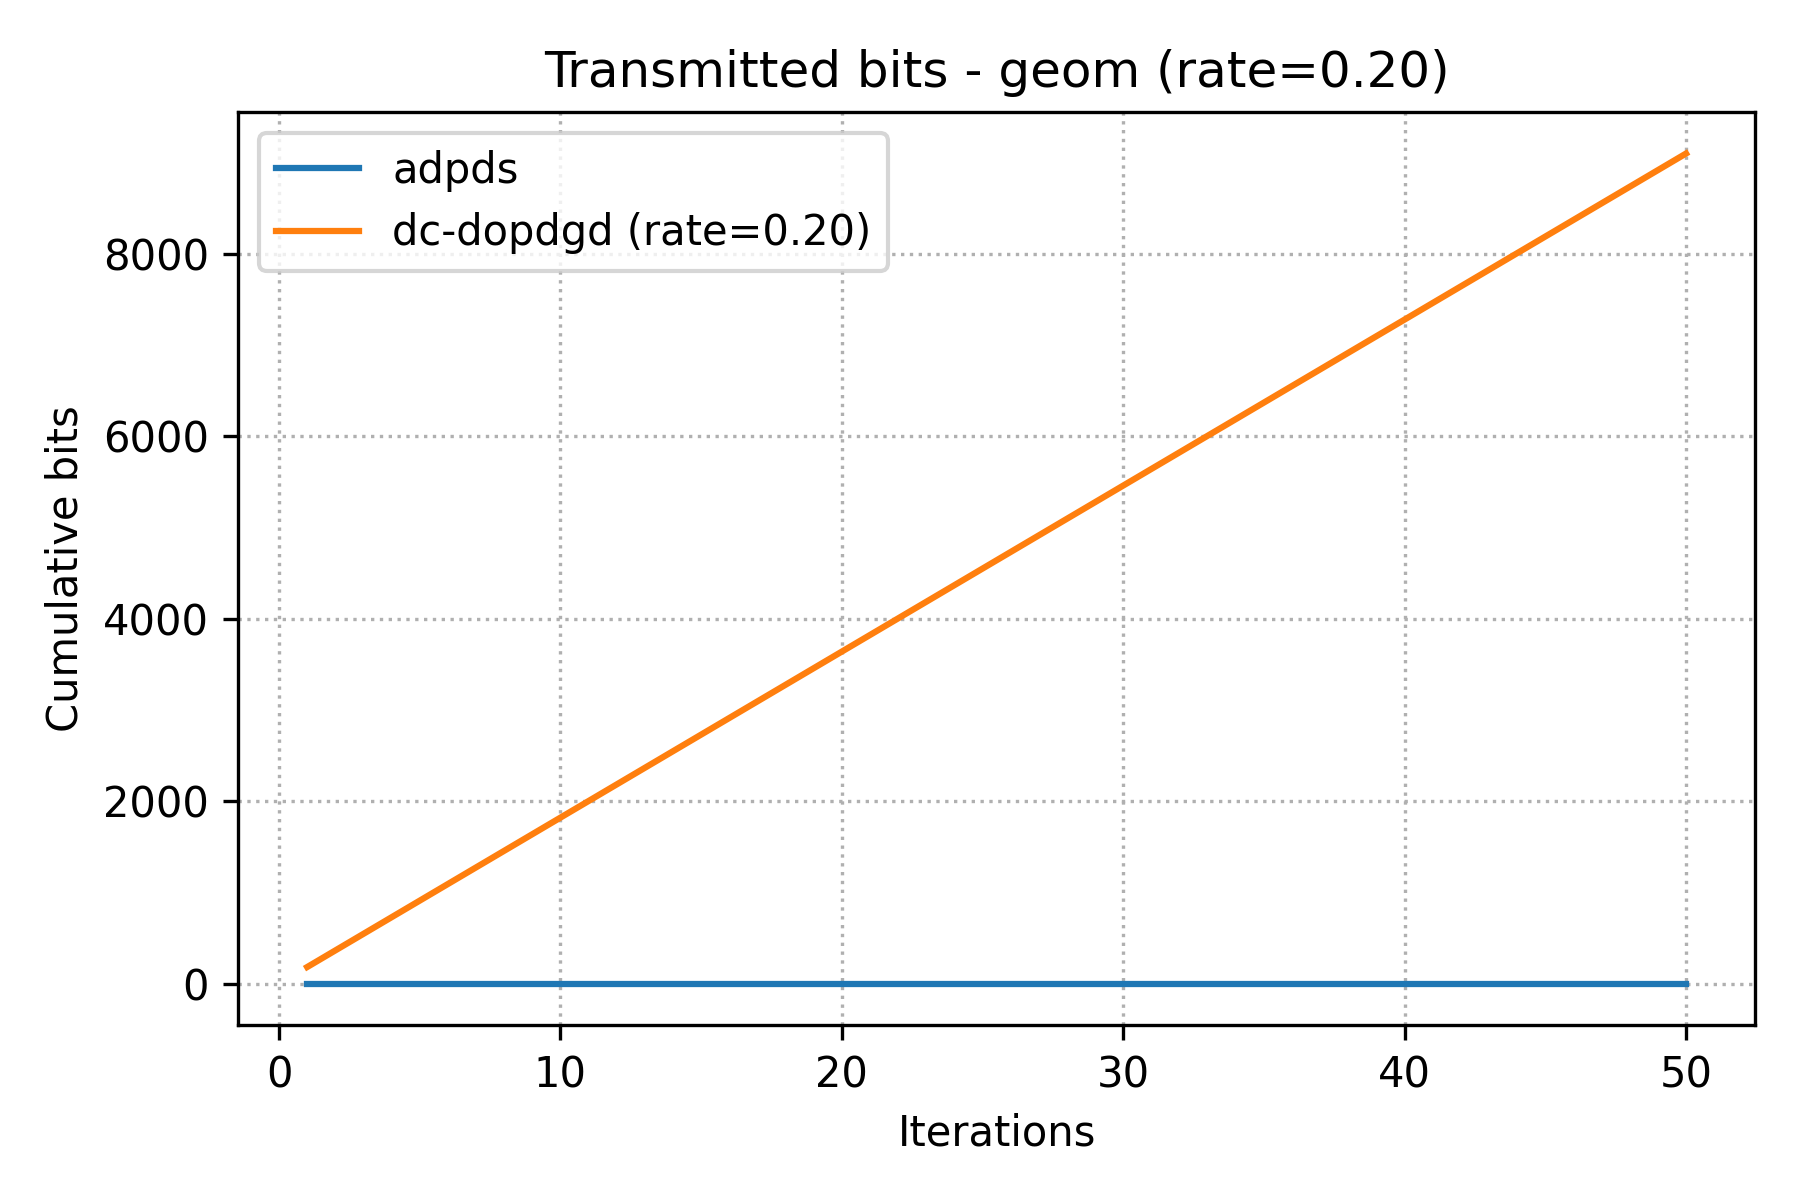 Transmitted bits - geom (rate=0.20)
adpds
dc-dopdgd (rate=0.20)
Cumulative bits
8000
6000
4000
2000
0
0 10 20 30 40 50
Iterations